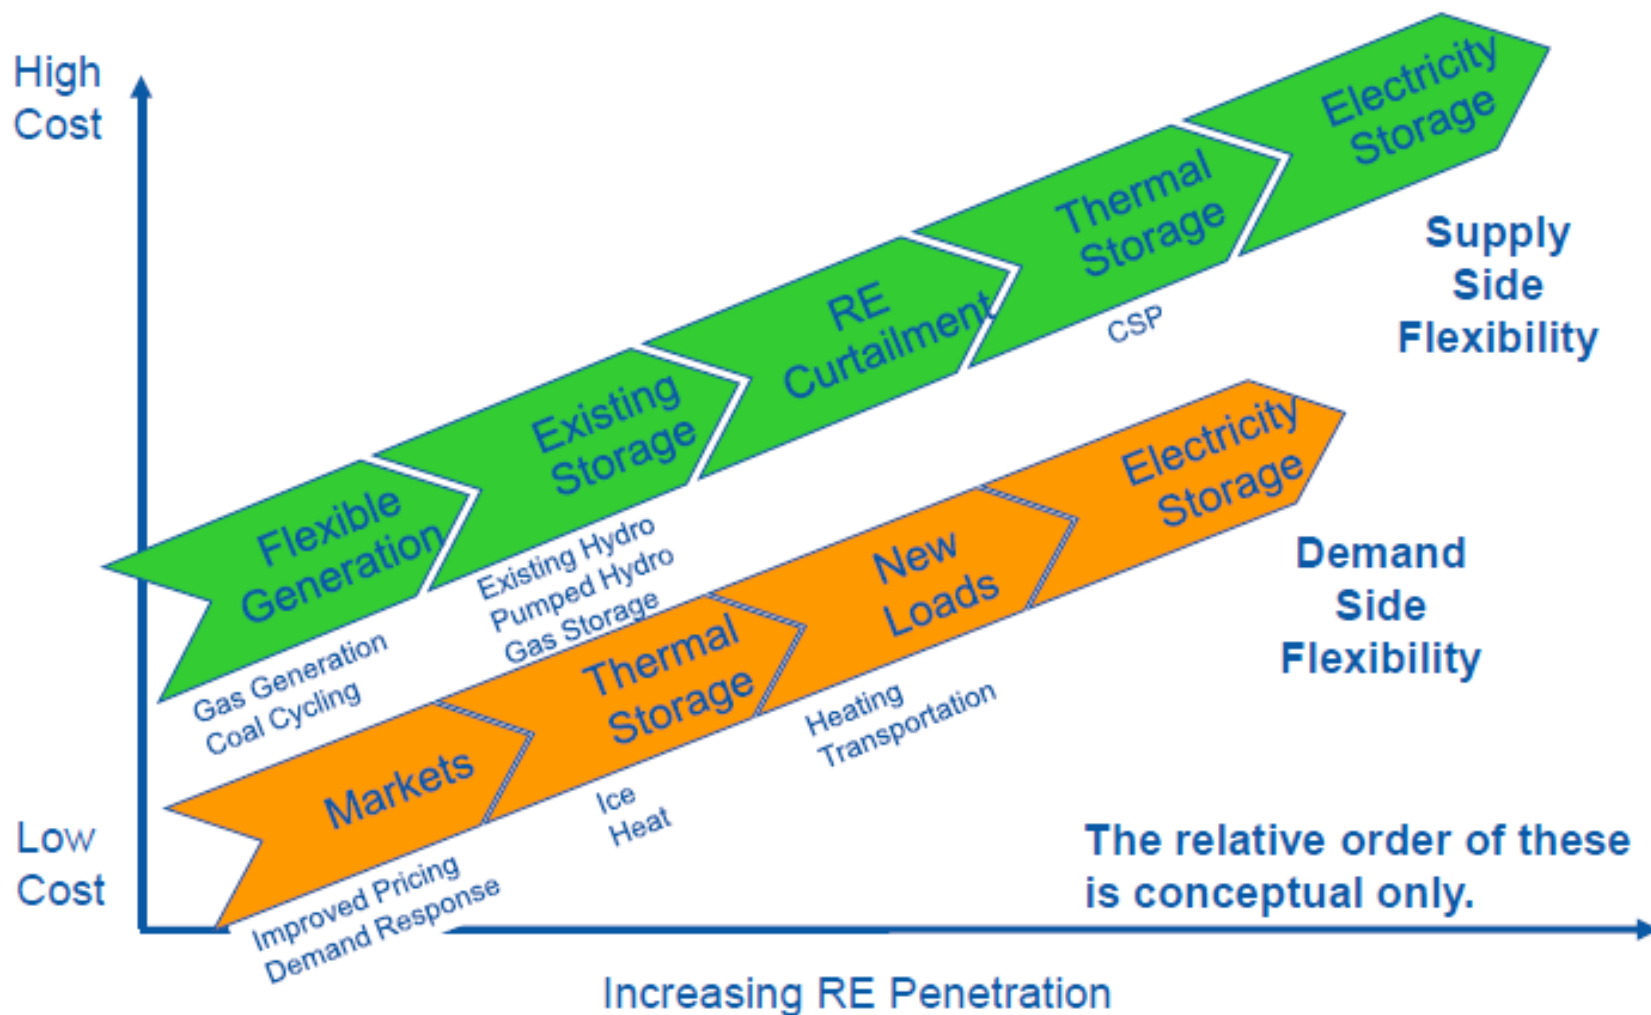 High
Cost
Electricity
Storage
Thermal
Storage
CSP
Supply
Side
Flexibility
RE
Curtailment
Existing
Storage
Existing Hydro
Pumped Hydro
Gas Storage
Flexible
Generation
Gas Generation
Coal Cycling
Electricity
Storage
Demand
Side
Flexibility
New
Loads
Heating
Transportation
Thermal
Storage
Ice
Heat
Markets
Improved Pricing
Demand Response
Low
Cost
The relative order of these
is conceptual only.
Increasing RE Penetration